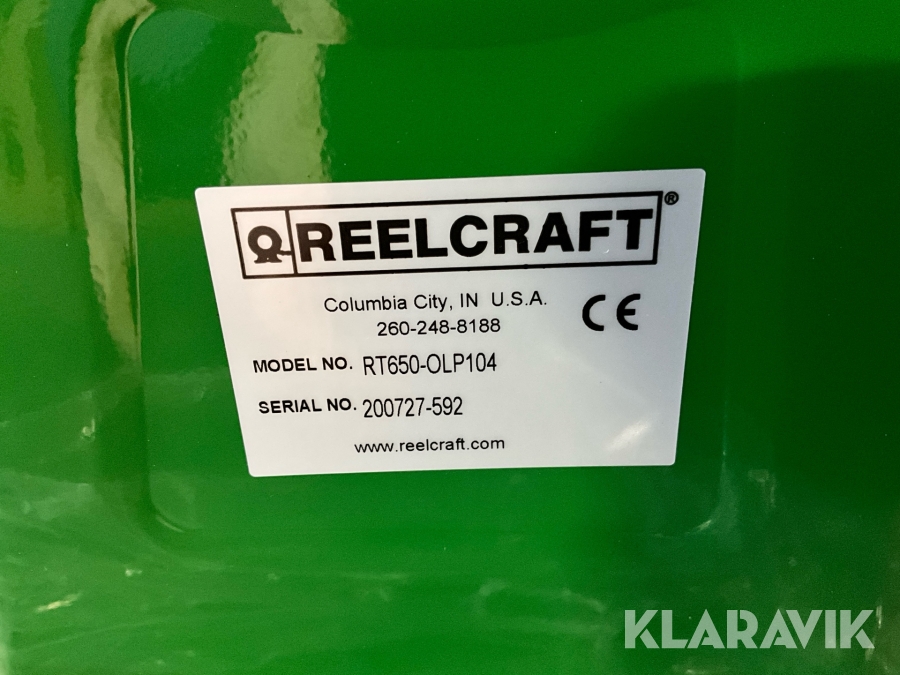 REELCRAFT®
Columbia City, IN U.S.A.
260-248-8188
CE
MODEL NO. RT650-OLP104
SERIAL NO. 200727-592
www.reelcraft.com
KLARAVIK